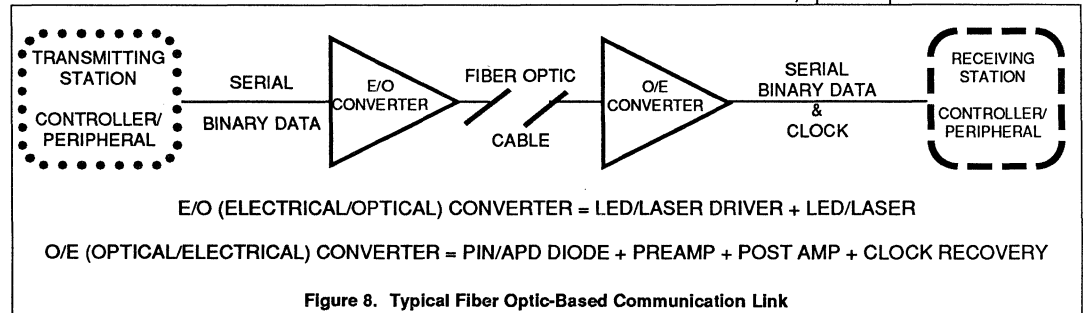 TRANSMITTING
STATION
CONTROLLER/
PERIPHERAL
SERIAL
BINARY DATA
E/O
CONVERTER
FIBER OPTIC
CABLE
O/E
CONVERTER
SERIAL
BINARY DATA
&
CLOCK
RECEIVING
STATION
CONTROLLER/
PERIPHERAL
E/O (ELECTRICAL/OPTICAL) CONVERTER = LED/LASER DRIVER + LED/LASER
O/E (OPTICAL/ELECTRICAL) CONVERTER = PIN/APD DIODE + PREAMP + POST AMP + CLOCK RECOVERY
Figure 8. Typical Fiber Optic-Based Communication Link